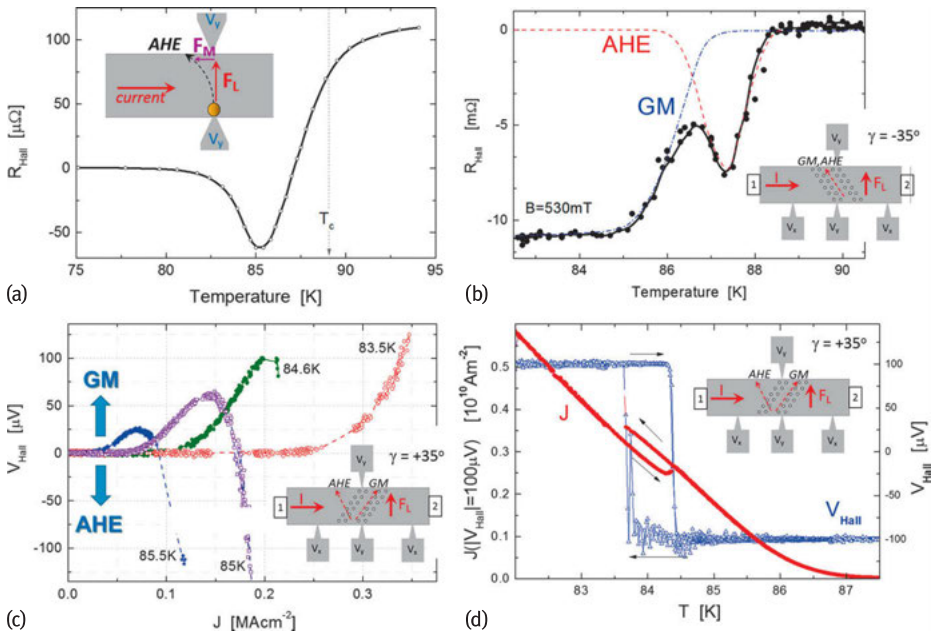 (a)
R_Hall [μΩ]
100
50
0
-50
75
80
85
90
95
Temperature [K]
T_c
V_y
AHE
F_M
F_L
current
V_y
(b)
R_Hall [mΩ]
0
-5
-10
84
86
88
90
Temperature [K]
AHE
GM
B=530mT
γ = -35°
V_y
GM,AHE
1
I
F_L
2
V_x
V_y
V_x
(c)
V_Hall [μV]
100
50
0
-50
-100
0.0
0.1
0.2
0.3
J [MAcm⁻²]
GM
AHE
83.5K
84.6K
85.5K
85K
γ = +35°
V_y
AHE
GM
1
I
F_L
2
V_x
V_y
V_x
(d)
J(|V_Hall|=100μV) [10¹⁰Am⁻²]
0.5
0.4
0.3
0.2
0.1
0.0
83
84
85
86
87
T [K]
100
50
0
-50
-100
V_Hall [μV]
J
V_Hall
γ = +35°
V_y
AHE
GM
1
I
F_L
2
V_x
V_y
V_x